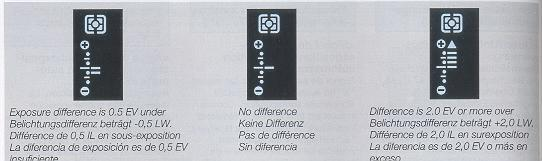 Exposure difference is 0.5 EV under
Belichtungsdifferenz beträgt -0,5 LW.
Différence de 0,5 IL en sous-exposition
La diferencia de exposición es de 0,5 EV
insuficiente
No difference
Keine Differenz
Pas de différence
Sin diferencia
Difference is 2.0 EV or more over
Belichtungsdifferenz beträgt +2,0 LW.
Différence de 2,0 IL en surexposition
La diferencia es de 2,0 EV o más en
exceso